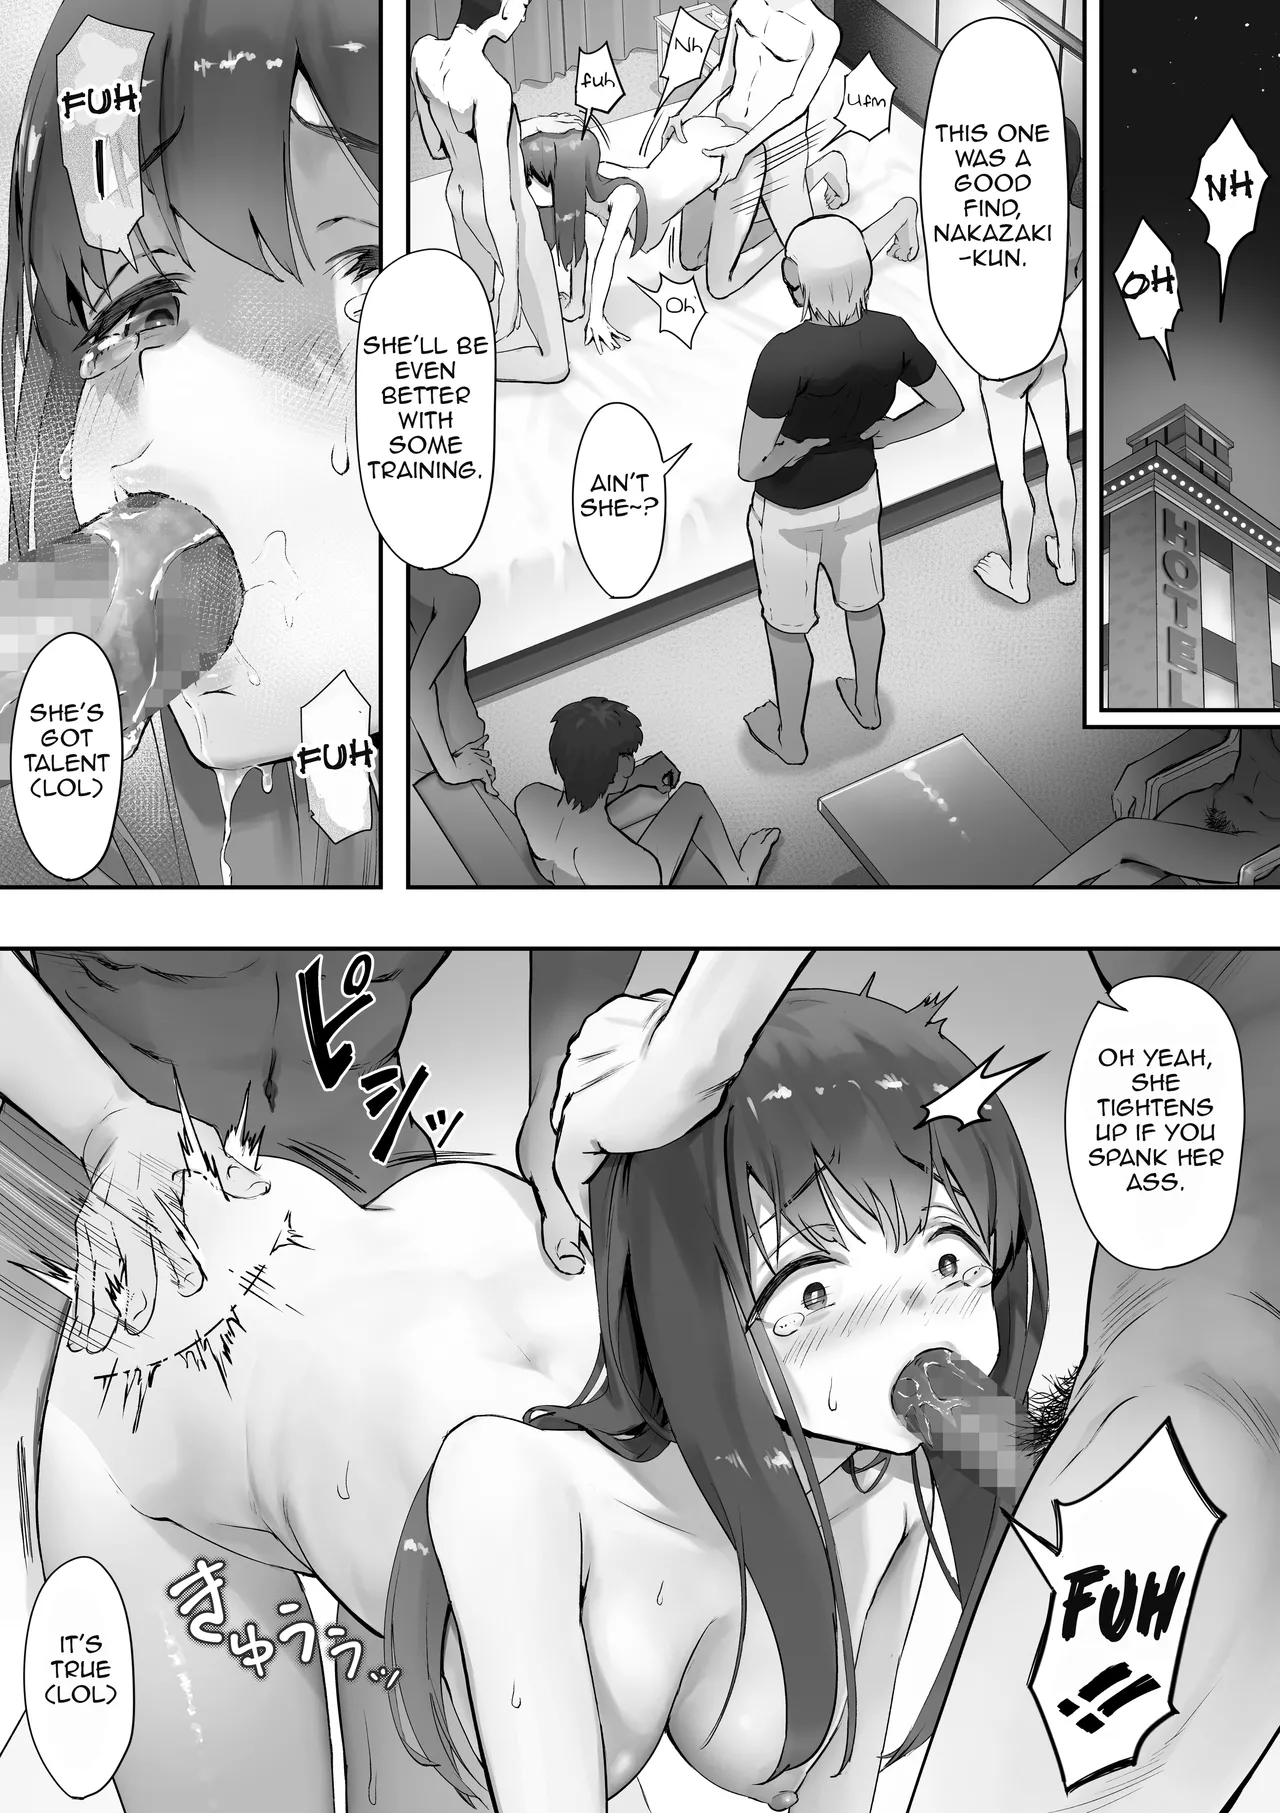 NH
OH
HOTEL
THIS ONE
WAS A
GOOD
FIND,
NAKAZAKI
-KUN.
Ufm
Nh
fuh
Oh
AIN'T
SHE~?
SHE'LL BE
EVEN
BETTER
WITH
SOME
TRAINING.
FUH
!
FUH
SHE'S
GOT
TALENT
(LOL)
OH YEAH,
SHE
TIGHTENS
UP IF YOU
SPANK HER
ASS.
ピシッ
FUH
!!
きゅうぅッ
IT'S
TRUE
(LOL)